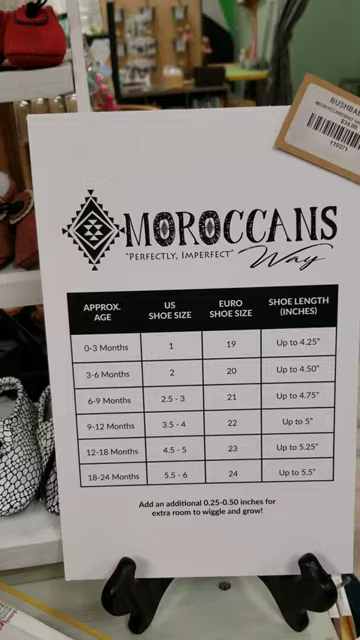 BUSHBA
MOROCCANSWAY
$34.00
119371
MOROCCANS
"PERFECTLY, IMPERFECT" Way
APPROX. AGE US SHOE SIZE EURO SHOE SIZE SHOE LENGTH (INCHES)
0-3 Months 1 19 Up to 4.25"
3-6 Months 2 20 Up to 4.50"
6-9 Months 2.5 - 3 21 Up to 4.75"
9-12 Months 3.5 - 4 22 Up to 5"
12-18 Months 4.5 - 5 23 Up to 5.25"
18-24 Months 5.5 - 6 24 Up to 5.5"
Add an additional 0.25-0.50 inches for
extra room to wiggle and grow!